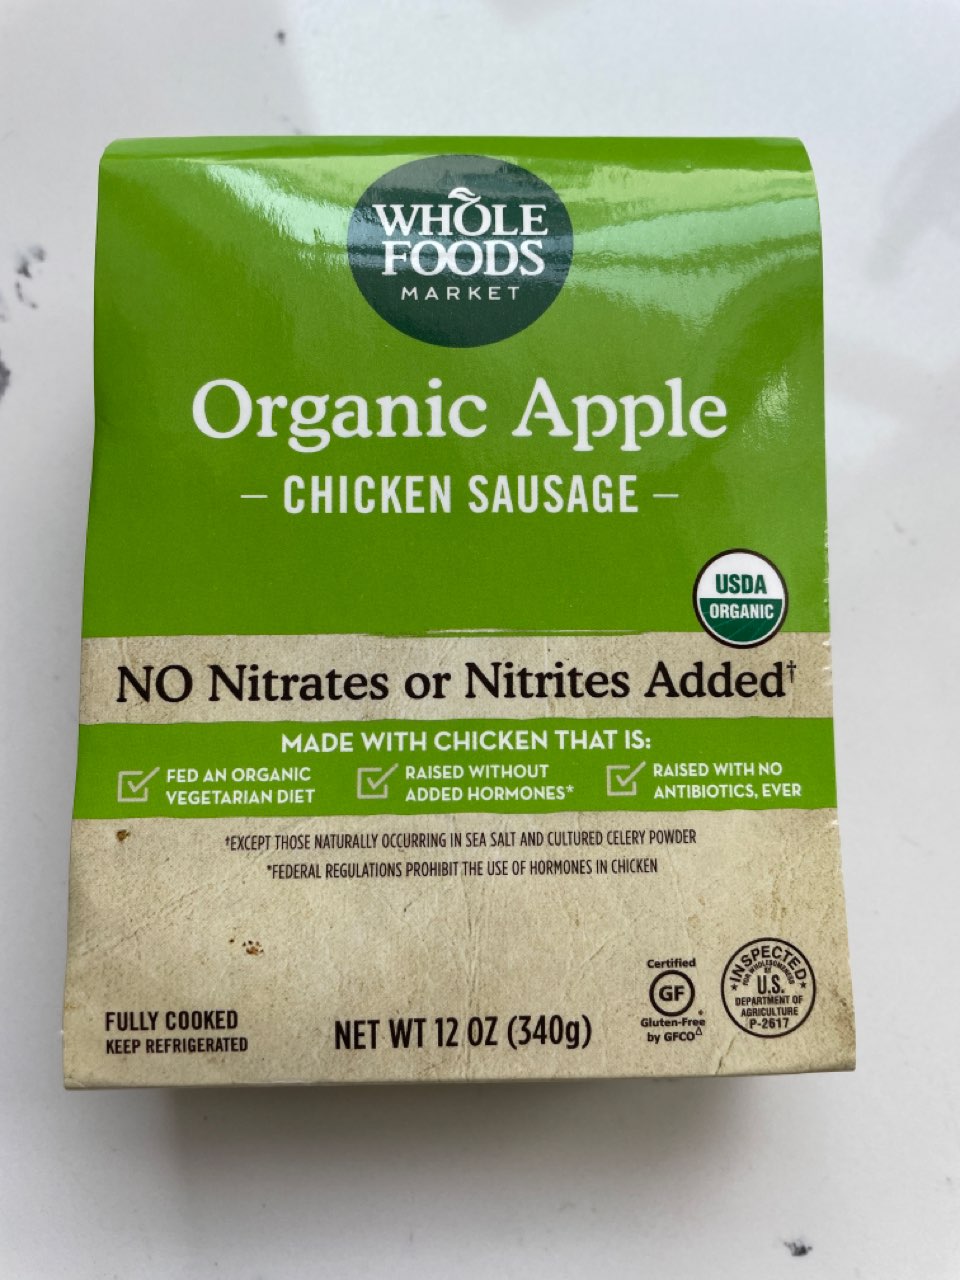 WHOLE
FOODS
MARKET
Organic Apple
– CHICKEN SAUSAGE –
USDA
ORGANIC
NO Nitrates or Nitrites Added†
MADE WITH CHICKEN THAT IS:
FED AN ORGANIC
VEGETARIAN DIET
RAISED WITHOUT
ADDED HORMONES*
RAISED WITH NO
ANTIBIOTICS, EVER
†EXCEPT THOSE NATURALLY OCCURRING IN SEA SALT AND CULTURED CELERY POWDER
*FEDERAL REGULATIONS PROHIBIT THE USE OF HORMONES IN CHICKEN
FULLY COOKED
KEEP REFRIGERATED
NET WT 12 OZ (340g)
Certified
GF
Gluten-Free
by GFCO△
INSPECTED
FOR WHOLESOMENESS
BY
U.S.
DEPARTMENT OF
AGRICULTURE
P-2617